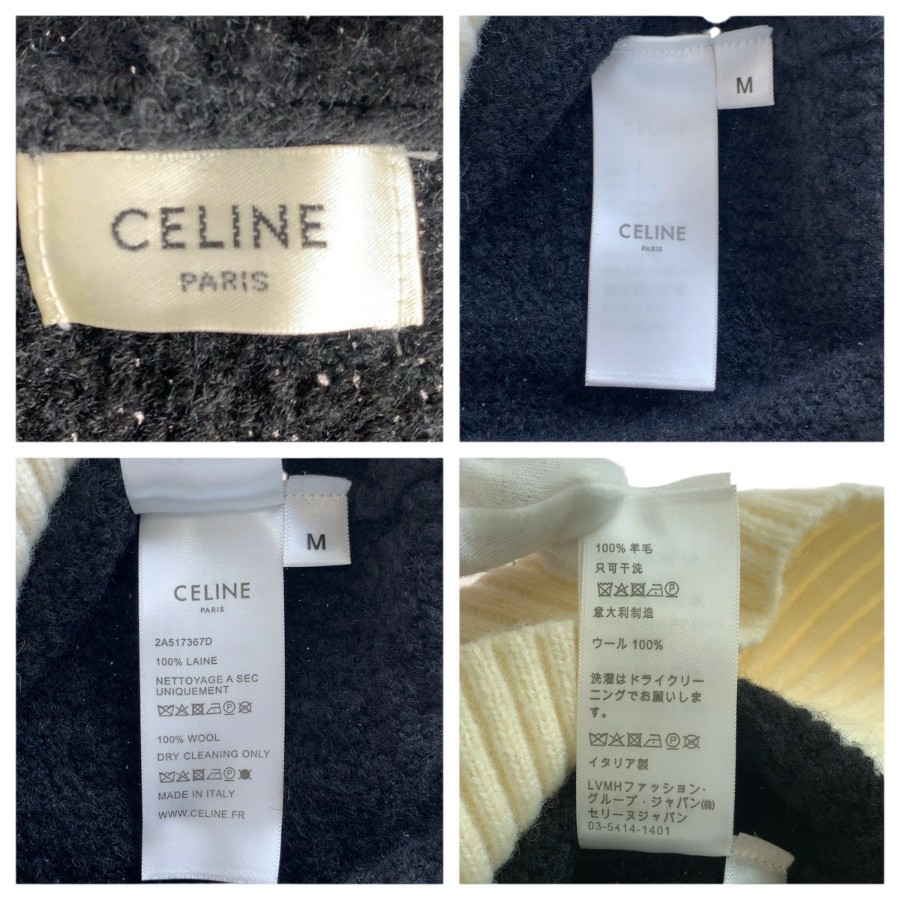 CELINE
PARIS
M
CELINE
PARIS
M
CELINE
PARIS
2A517367D
100% LAINE
NETTOYAGE A SEC
UNIQUEMENT
100% WOOL
DRY CLEANING ONLY
MADE IN ITALY
WWW.CELINE.FR
100% 羊毛
只可干洗
意大利制造
ウール 100%
洗濯はドライクリー
ニングでお願いしま
す。
イタリア製
LVMHファッション・
グループ・ジャパン㈱
セリーヌジャパン
03-5414-1401